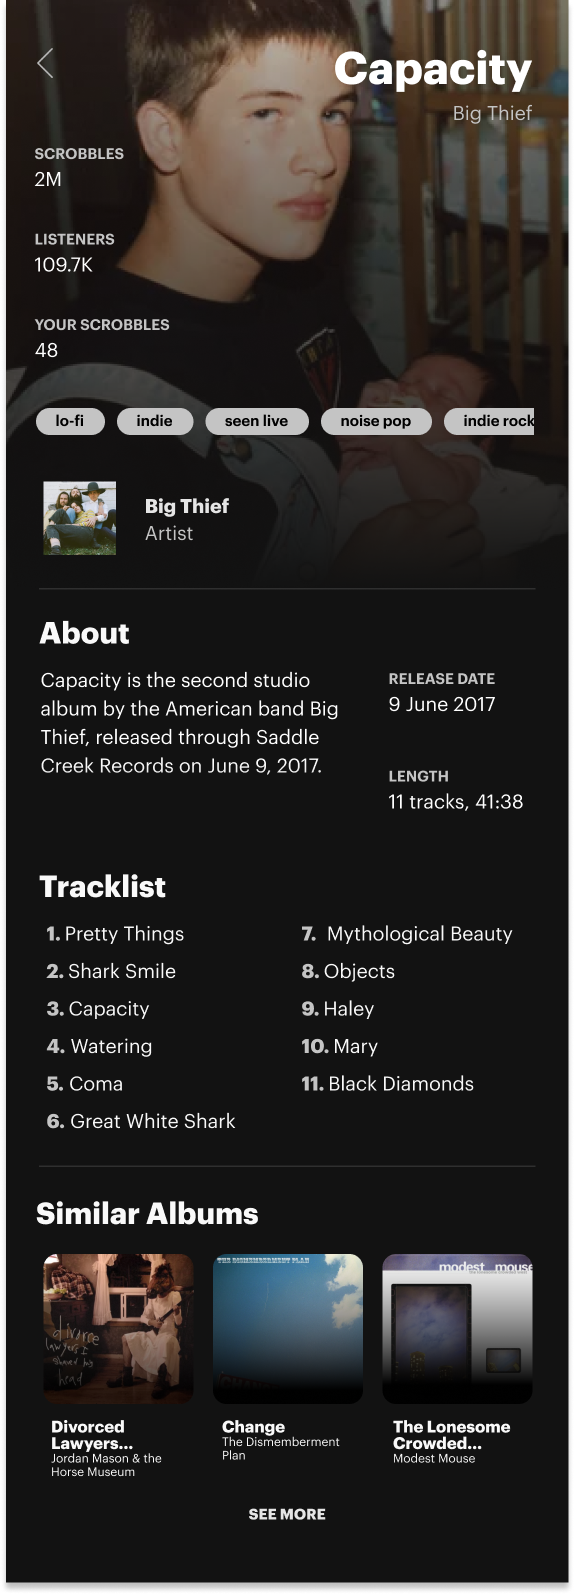 Capacity
Big Thief
SCROBBLES
2M
LISTENERS
109.7K
YOUR SCROBBLES
48
lo-fi
indie
seen live
noise pop
indie rock
Big Thief
Artist
About
Capacity is the second studio
album by the American band Big
Thief, released through Saddle
Creek Records on June 9, 2017.
RELEASE DATE
9 June 2017
LENGTH
11 tracks, 41:38
Tracklist
1. Pretty Things
2. Shark Smile
3. Capacity
4. Watering
5. Coma
6. Great White Shark
7. Mythological Beauty
8. Objects
9. Haley
10. Mary
11. Black Diamonds
Similar Albums
divorce
lawyers I
shaved his
head
THE DISMEMBERMENT PLAN
modest mouse
Divorced
Lawyers...
Jordan Mason & the
Horse Museum
Change
The Dismemberment
Plan
The Lonesome
Crowded...
Modest Mouse
SEE MORE